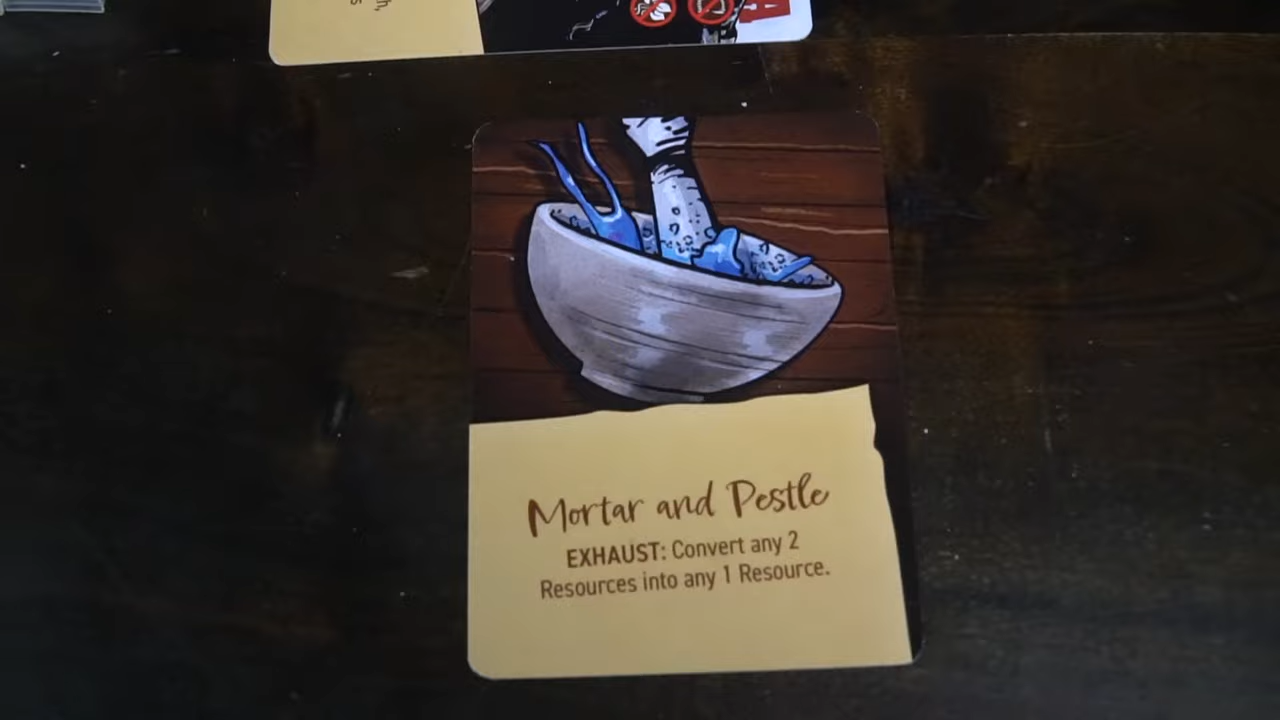 Mortar and Pestle
EXHAUST: Convert any 2
Resources into any 1 Resource.